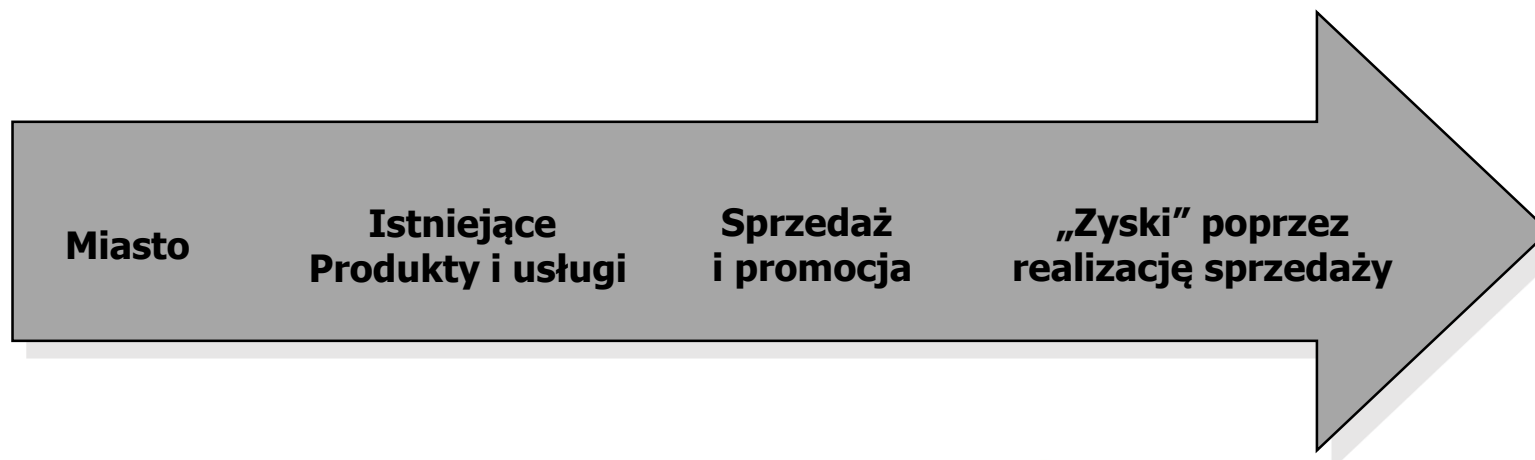 Miasto
Istniejące
Produkty i usługi
Sprzedaż
i promocja
„Zyski” poprzez
realizację sprzedaży